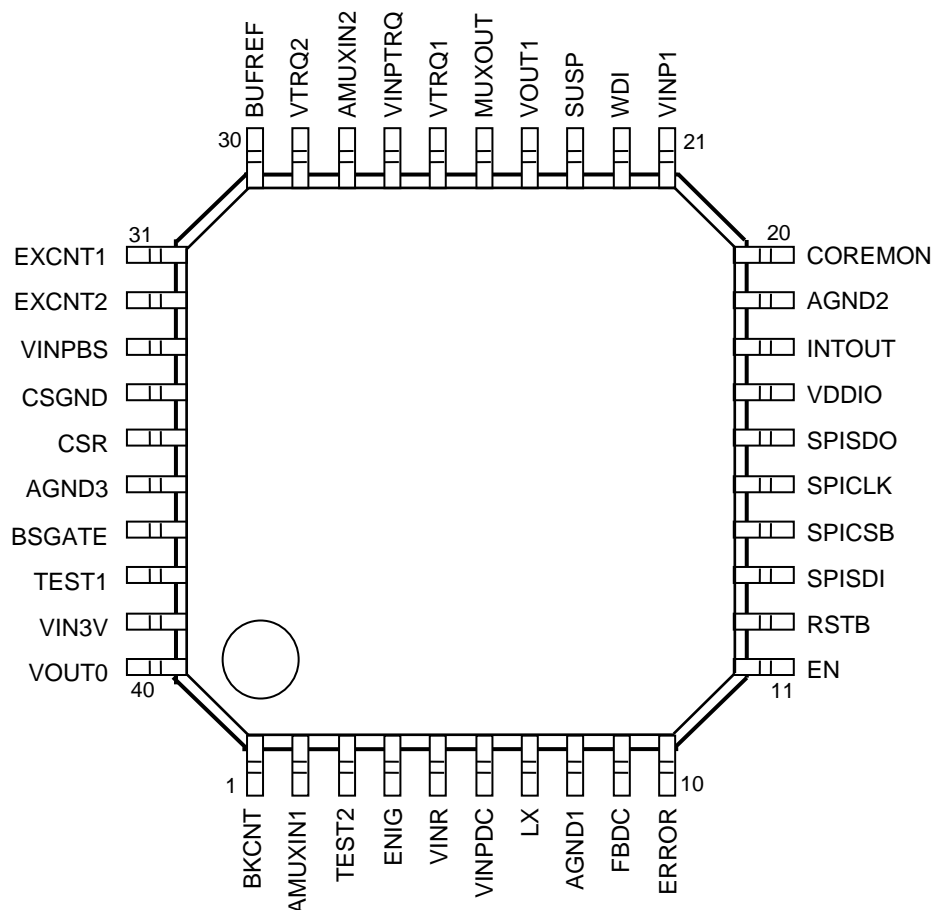 BUFREF
VTRQ2
AMUXIN2
VINPTRQ
VTRQ1
MUXOUT
VOUT1
SUSP
WDI
VINP1
30
21
31
20
EXCNT1
COREMON
EXCNT2
AGND2
VINPBS
INTOUT
CSGND
VDDIO
CSR
SPISDO
AGND3
SPICLK
BSGATE
SPICSB
TEST1
SPISDI
VIN3V
RSTB
VOUT0
EN
40
11
1
10
BKCNT
AMUXIN1
TEST2
ENIG
VINR
VINPDC
LX
AGND1
FBDC
ERROR